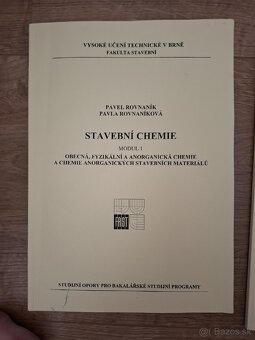 VYSOKÉ UČENÍ TECHNICKÉ V BRNĚ
FAKULTA STAVEBNÍ
PAVEL ROVNANÍK
PAVLA ROVNANÍKOVÁ
STAVEBNÍ CHEMIE
MODUL 1
OBECNÁ, FYZIKÁLNÍ A ANORGANICKÁ CHEMIE
A CHEMIE ANORGANICKÝCH STAVEBNÍCH MATERIÁLŮ
FAST
STUDIJNÍ OPORY PRO BAKALÁŘSKÉ STUDIJNÍ PROGRAMY
Bazos.sk